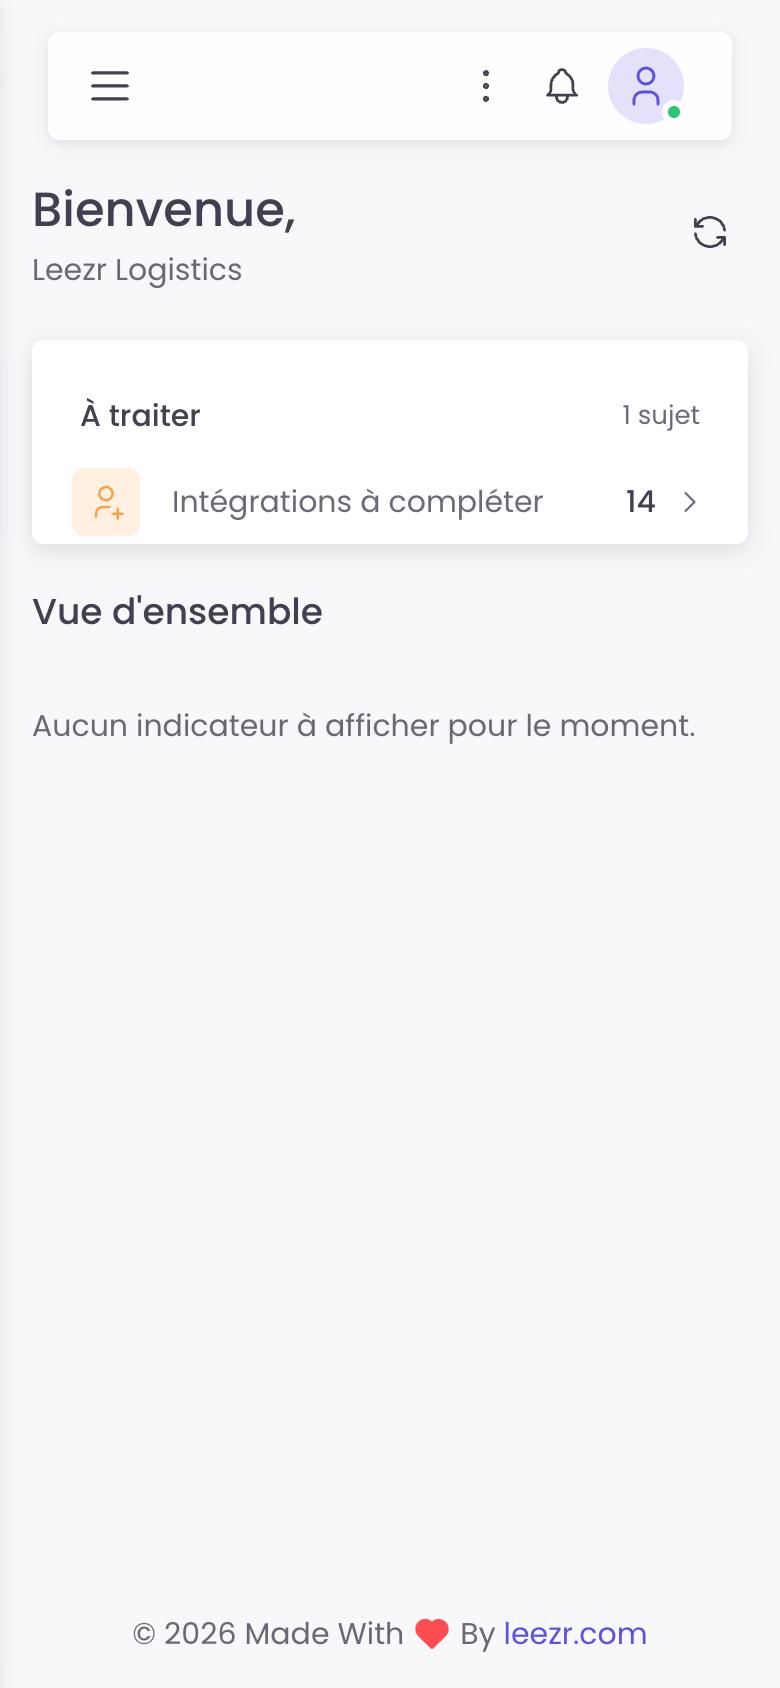 Bienvenue,
Leezr Logistics
À traiter 1 sujet
Intégrations à compléter 14
Vue d'ensemble
Aucun indicateur à afficher pour le moment.
© 2026 Made With ❤ By leezr.com